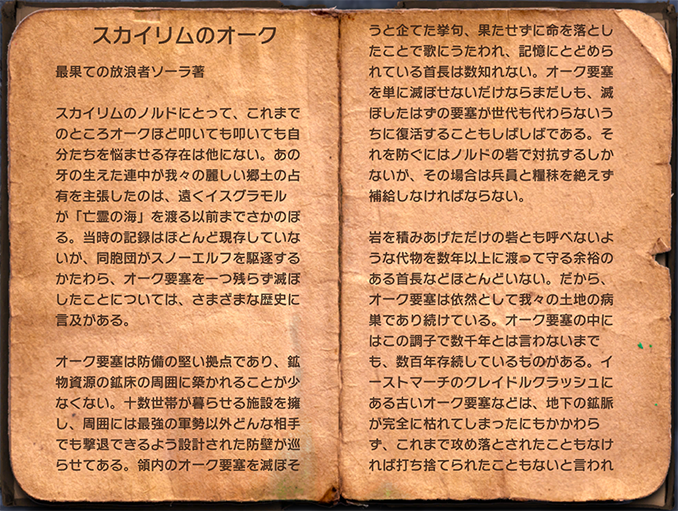 スカイリムのオーク
最果ての放浪者ソーラ著
スカイリムのノルドにとって、これまで
のところオークほど叩いても叩いても自
分たちを悩ませる存在は他にない。あの
牙の生えた連中が我々の麗しい郷土の占
有を主張したのは、遠くイスグラモル
が「亡霊の海」を渡る以前までさかのぼ
る。当時の記録はほとんど現存していな
いが、同胞団がスノーエルフを駆逐する
かたわら、オーク要塞を一つ残らず滅ぼ
したことについては、さまざまな歴史に
言及がある。
オーク要塞は防備の堅い拠点であり、鉱
物資源の鉱床の周囲に築かれることが少
なくない。十数世帯が暮らせる施設を擁
し、周囲には最強の軍勢以外どんな相手
でも撃退できるよう設計された防壁が巡
らせてある。領内のオーク要塞を滅ぼそ
うと企てた挙句、果たせずに命を落とし
たことで歌にうたわれ、記憶にとどめら
れている首長は数知れない。オーク要塞
を単に滅ぼせないだけならまだしも、滅
ぼしたはずの要塞が世代も代わらないう
ちに復活することもしばしばである。そ
れを防ぐにはノルドの砦で対抗するしか
ないが、その場合は兵員と糧秣を絶えず
補給しなければならない。
岩を積みあげただけの砦とも呼べないよ
うな代物を数年以上に渡って守る余裕の
ある首長などほとんどいない。だから、
オーク要塞は依然として我々の土地の病
巣であり続けている。オーク要塞の中に
はこの調子で数千年とは言わないまで
も、数百年存続しているものがある。イ
ーストマーチのクレイドルクラッシュに
ある古いオーク要塞などは、地下の鉱脈
が完全に枯れてしまったにもかかわら
ず、これまで攻め落とされたこともなけ
れば打ち捨てられたこともないと言われ